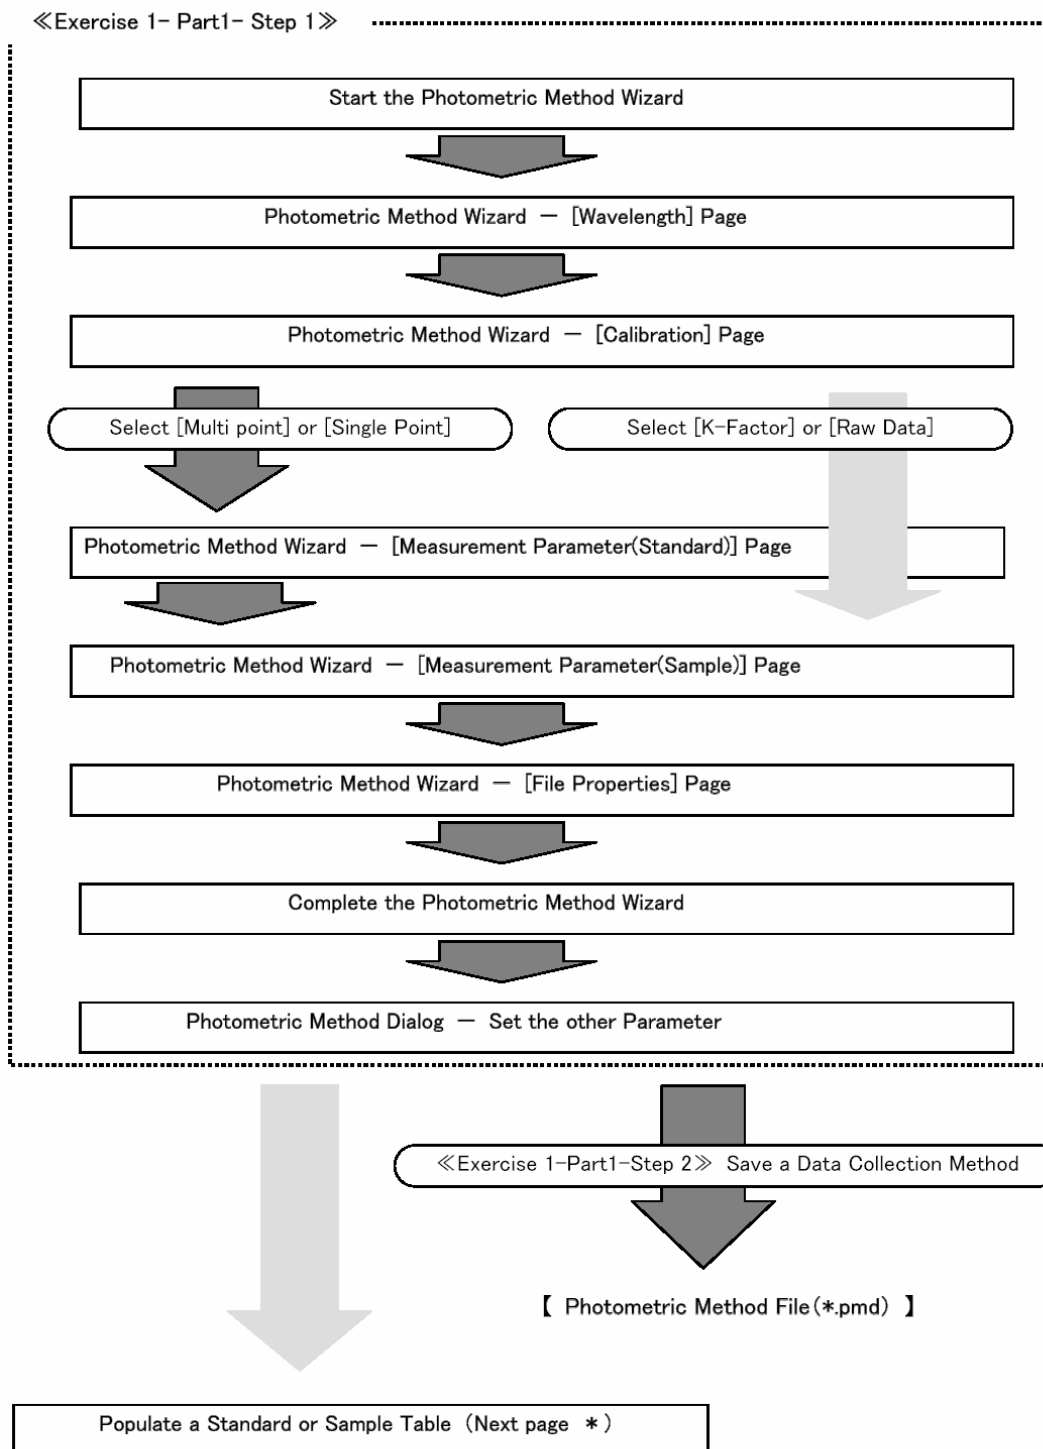 ≪Exercise 1- Part1- Step 1≫
Start the Photometric Method Wizard
Photometric Method Wizard － [Wavelength] Page
Photometric Method Wizard － [Calibration] Page
Select [Multi point] or [Single Point]
Select [K-Factor] or [Raw Data]
Photometric Method Wizard － [Measurement Parameter(Standard)] Page
Photometric Method Wizard － [Measurement Parameter(Sample)] Page
Photometric Method Wizard － [File Properties] Page
Complete the Photometric Method Wizard
Photometric Method Dialog － Set the other Parameter
≪Exercise 1-Part1-Step 2≫ Save a Data Collection Method
【 Photometric Method File(*.pmd) 】
Populate a Standard or Sample Table (Next page *)